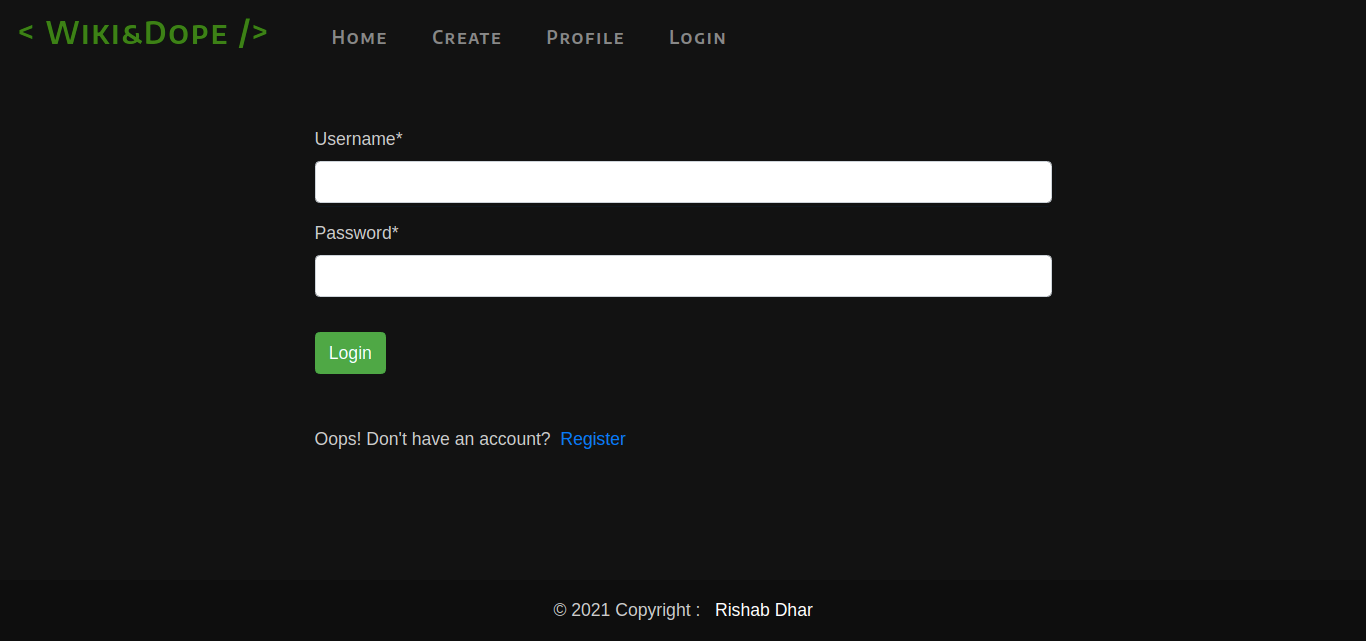 < Wiki&Dope />
Home Create Profile Login
Username*
Password*
Login
Oops! Don't have an account? Register
© 2021 Copyright : Rishab Dhar